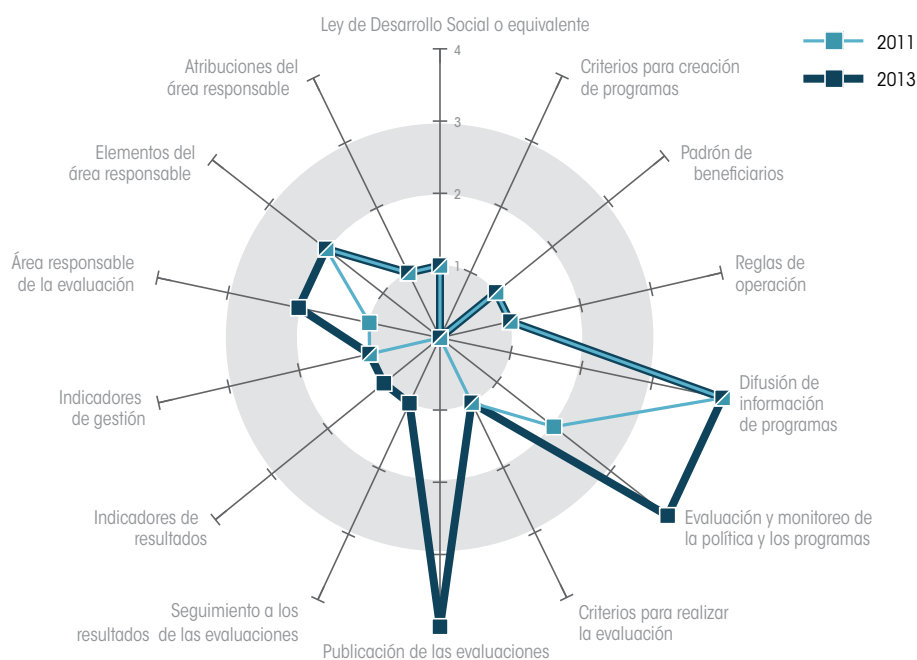 Ley de Desarrollo Social o equivalente
2011
2013
4
3
2
1
Criterios para creación
de programas
Padrón de
beneficiarios
Reglas de
operación
Difusión de
información
de programas
Evaluación y monitoreo de
la política y los programas
Criterios para realizar
la evaluación
Publicación de las evaluaciones
Seguimiento a los
resultados de las evaluaciones
Indicadores de
resultados
Indicadores
de gestión
Área responsable
de la evaluación
Elementos del
área responsable
Atribuciones del
área responsable